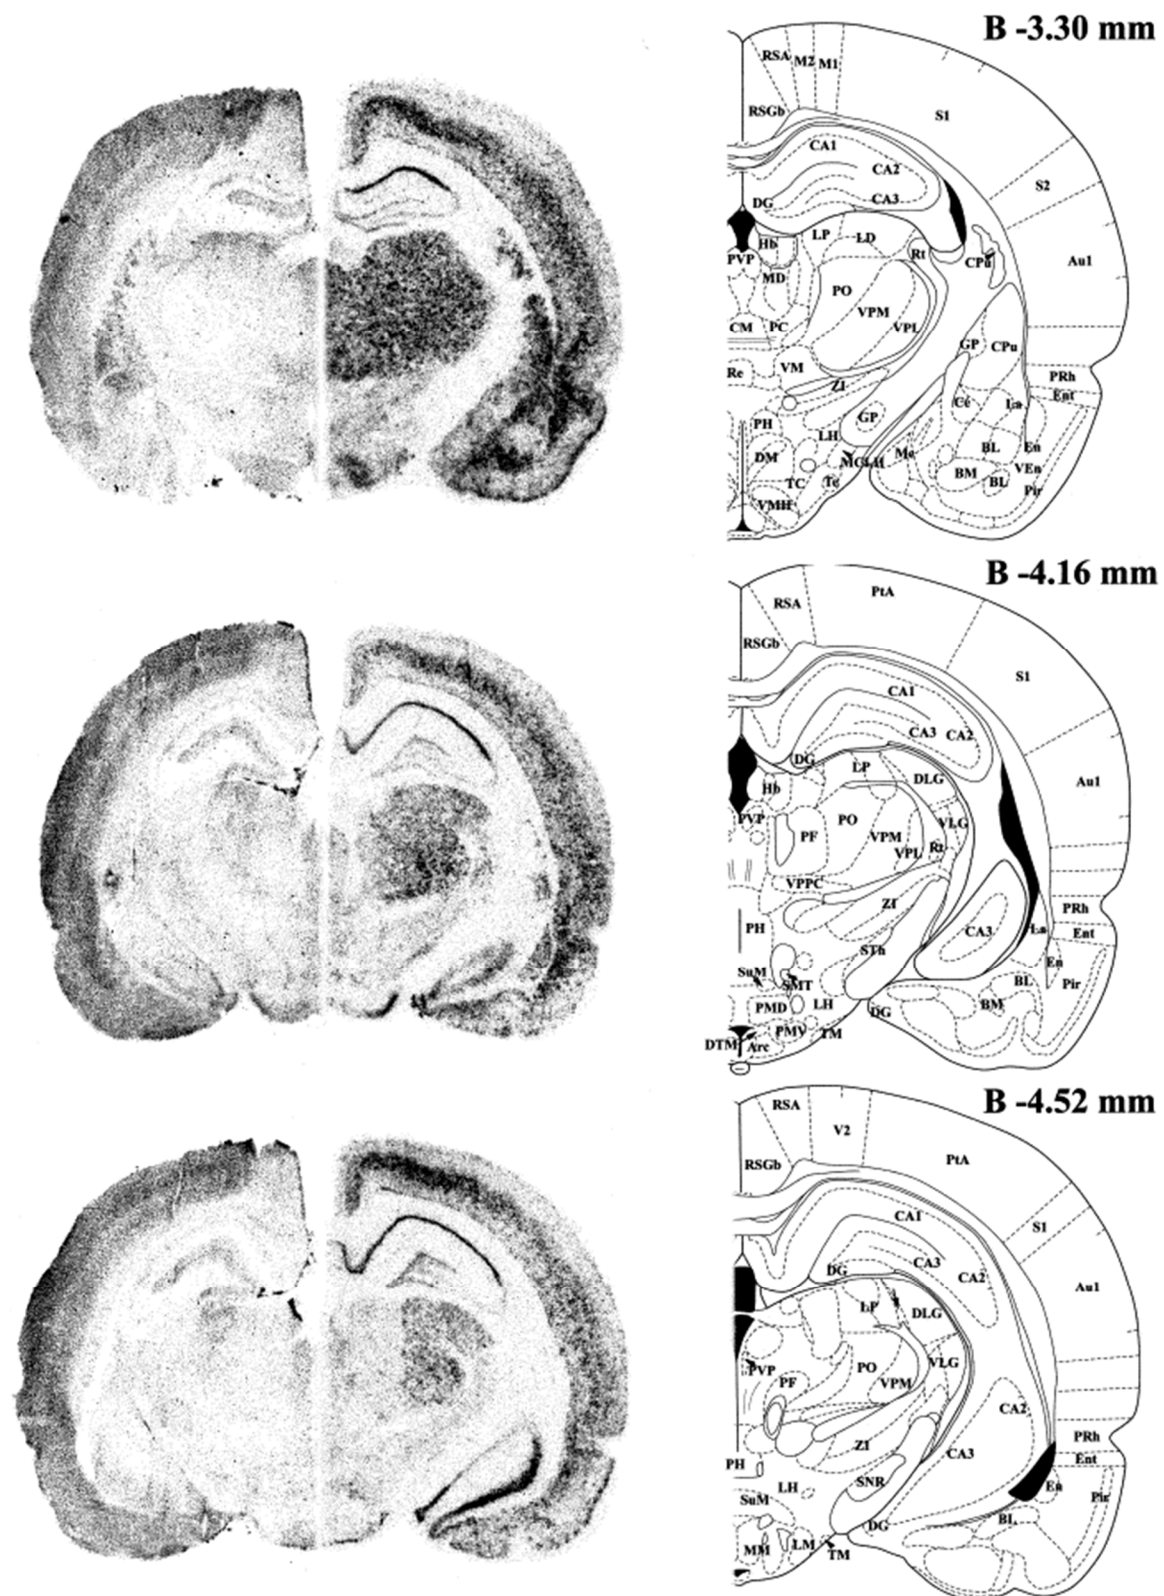 B -3.30 mm
RSA M2 M1
S1
RSGb
CA1
CA2
S2
CA3
DG
LP LD
Hb
Rt
PVP
CPu
Au1
MD
PO
VPM
CM PC
VPL
GP CPu
VM
Re
PRh
ZI
Ent
Ce
La
GP
PH
LH
BL
En
Me
DM
MCLH
VEn
BM
TC
Te
BL
Pir
VMH
B -4.16 mm
PtA
RSA
RSGb
S1
CA1
CA3 CA2
DG
LP
DLG
Au1
Hb
PVP
PO
VLG
PF
VPM
VPL
Rt
VPPC
ZI
PRh
PH
CA3
La
Ent
STh
En
SuM
BL
Pir
SMT
PMD
LH
BM
DG
PMV TM
DTM Arc
B -4.52 mm
RSA
V2
PtA
RSGb
CA1
S1
CA3
DG
CA2
Au1
LP
DLG
PVP
PO
VLG
PF
VPM
CA2
PRh
ZI
CA3
PH
Ent
SNR
LH
En
Pir
SuM
DG
BL
MM LM
TM